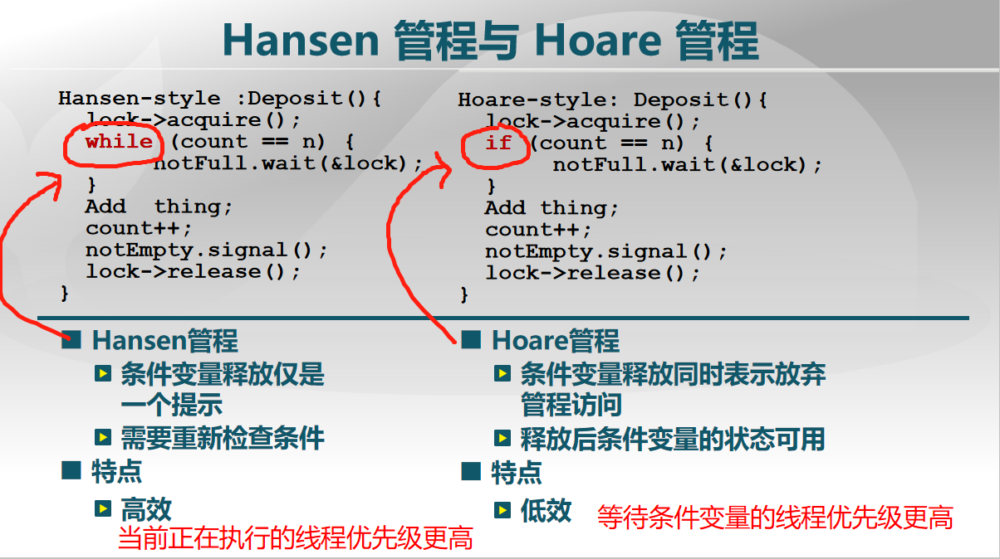 Hansen 管程与 Hoare 管程
Hansen-style :Deposit(){
lock->acquire();
while (count == n) {
notFull.wait(&lock);
}
Add thing;
count++;
notEmpty.signal();
lock->release();
}
Hoare-style: Deposit(){
lock->acquire();
if (count == n) {
notFull.wait(&lock);
}
Add thing;
count++;
notEmpty.signal();
lock->release();
}
Hansen管程
条件变量释放仅是
一个提示
需要重新检查条件
特点
高效
当前正在执行的线程优先级更高
Hoare管程
条件变量释放同时表示放弃
管程访问
释放后条件变量的状态可用
特点
低效
等待条件变量的线程优先级更高